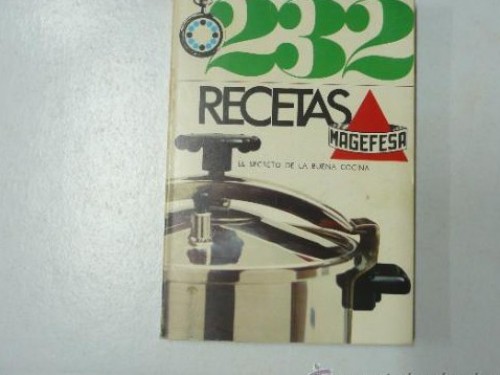 232
RECETAS
MAGEFESA
EL SECRETO DE LA BUENA COCINA